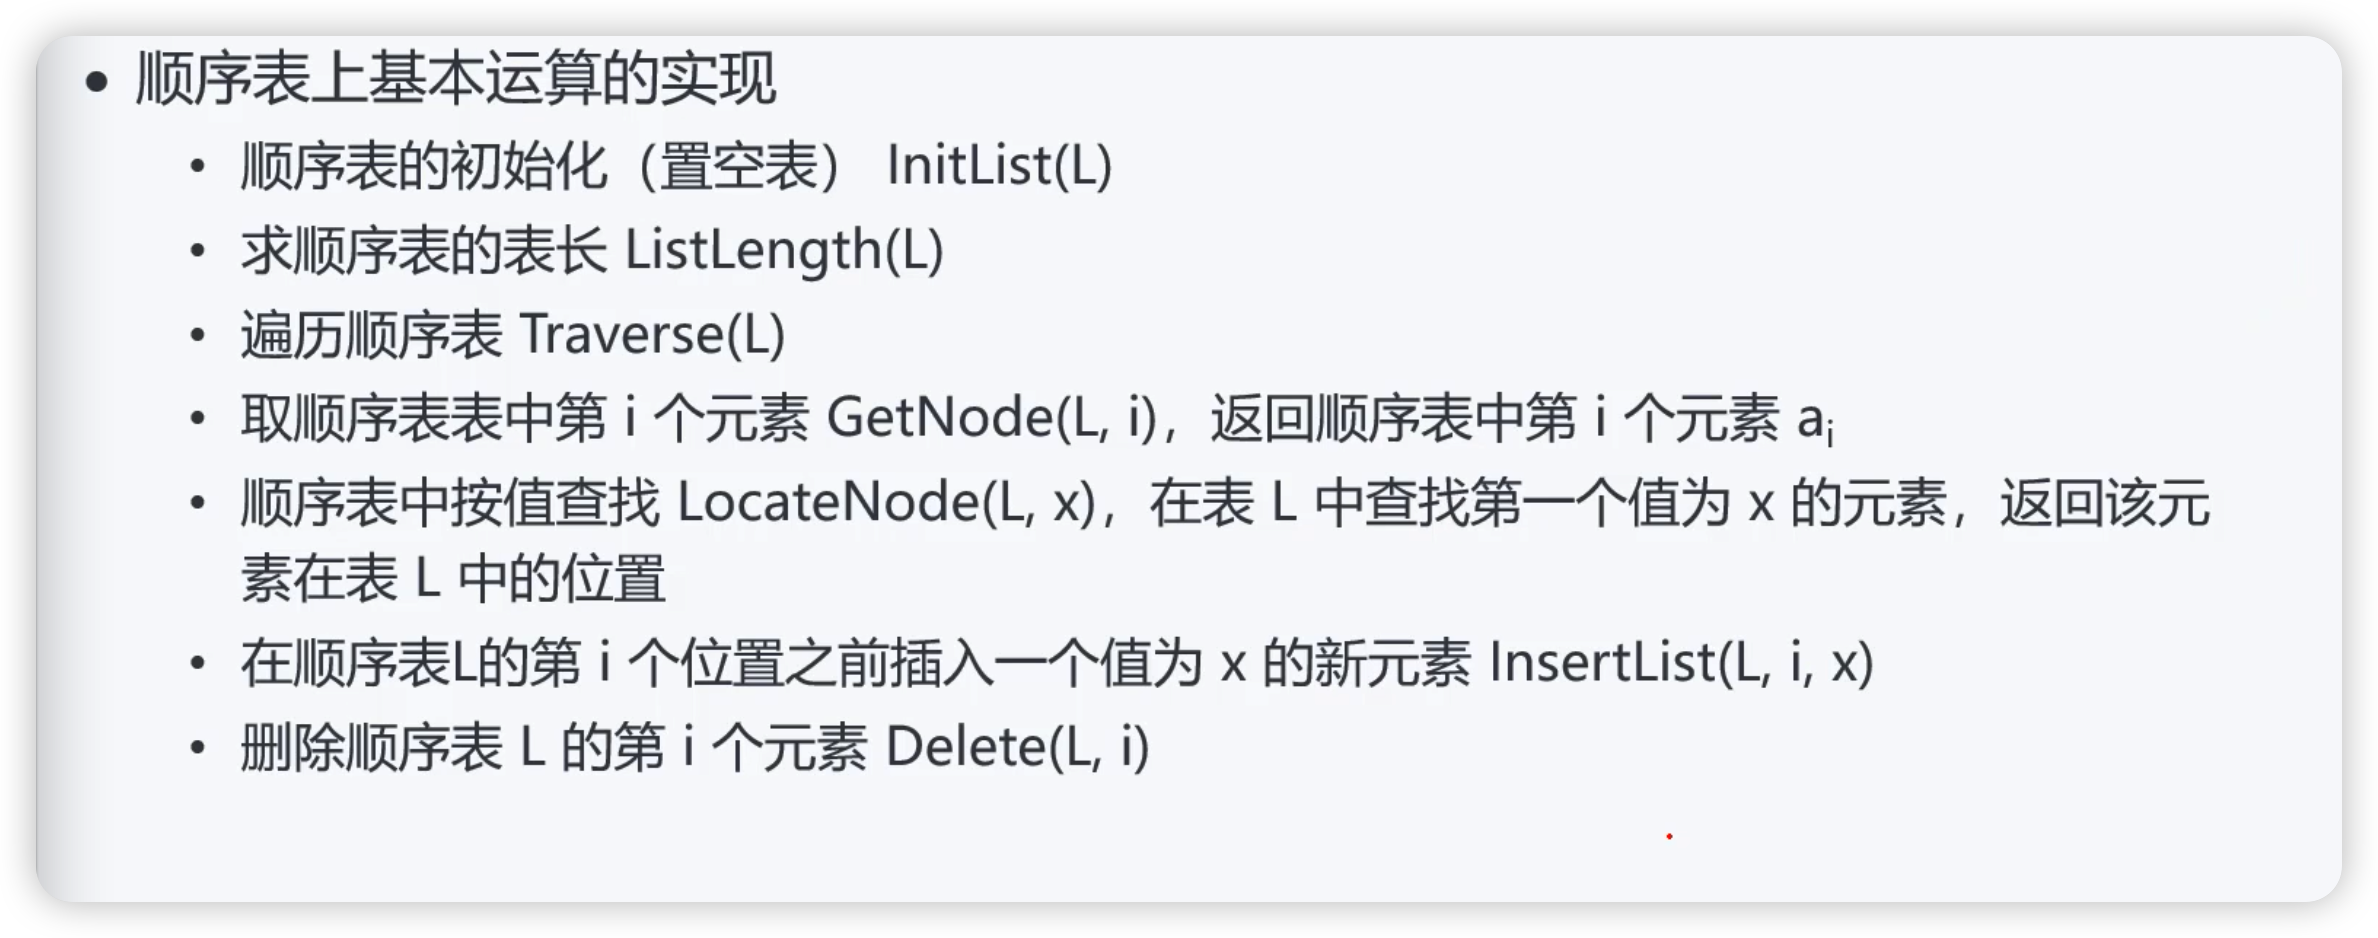 • 顺序表上基本运算的实现
• 顺序表的初始化（置空表） InitList(L)
• 求顺序表的表长 ListLength(L)
• 遍历顺序表 Traverse(L)
• 取顺序表表中第 i 个元素 GetNode(L, i)，返回顺序表中第 i 个元素 aᵢ
• 顺序表中按值查找 LocateNode(L, x)，在表 L 中查找第一个值为 x 的元素，返回该元
素在表 L 中的位置
• 在顺序表L的第 i 个位置之前插入一个值为 x 的新元素 InsertList(L, i, x)
• 删除顺序表 L 的第 i 个元素 Delete(L, i)